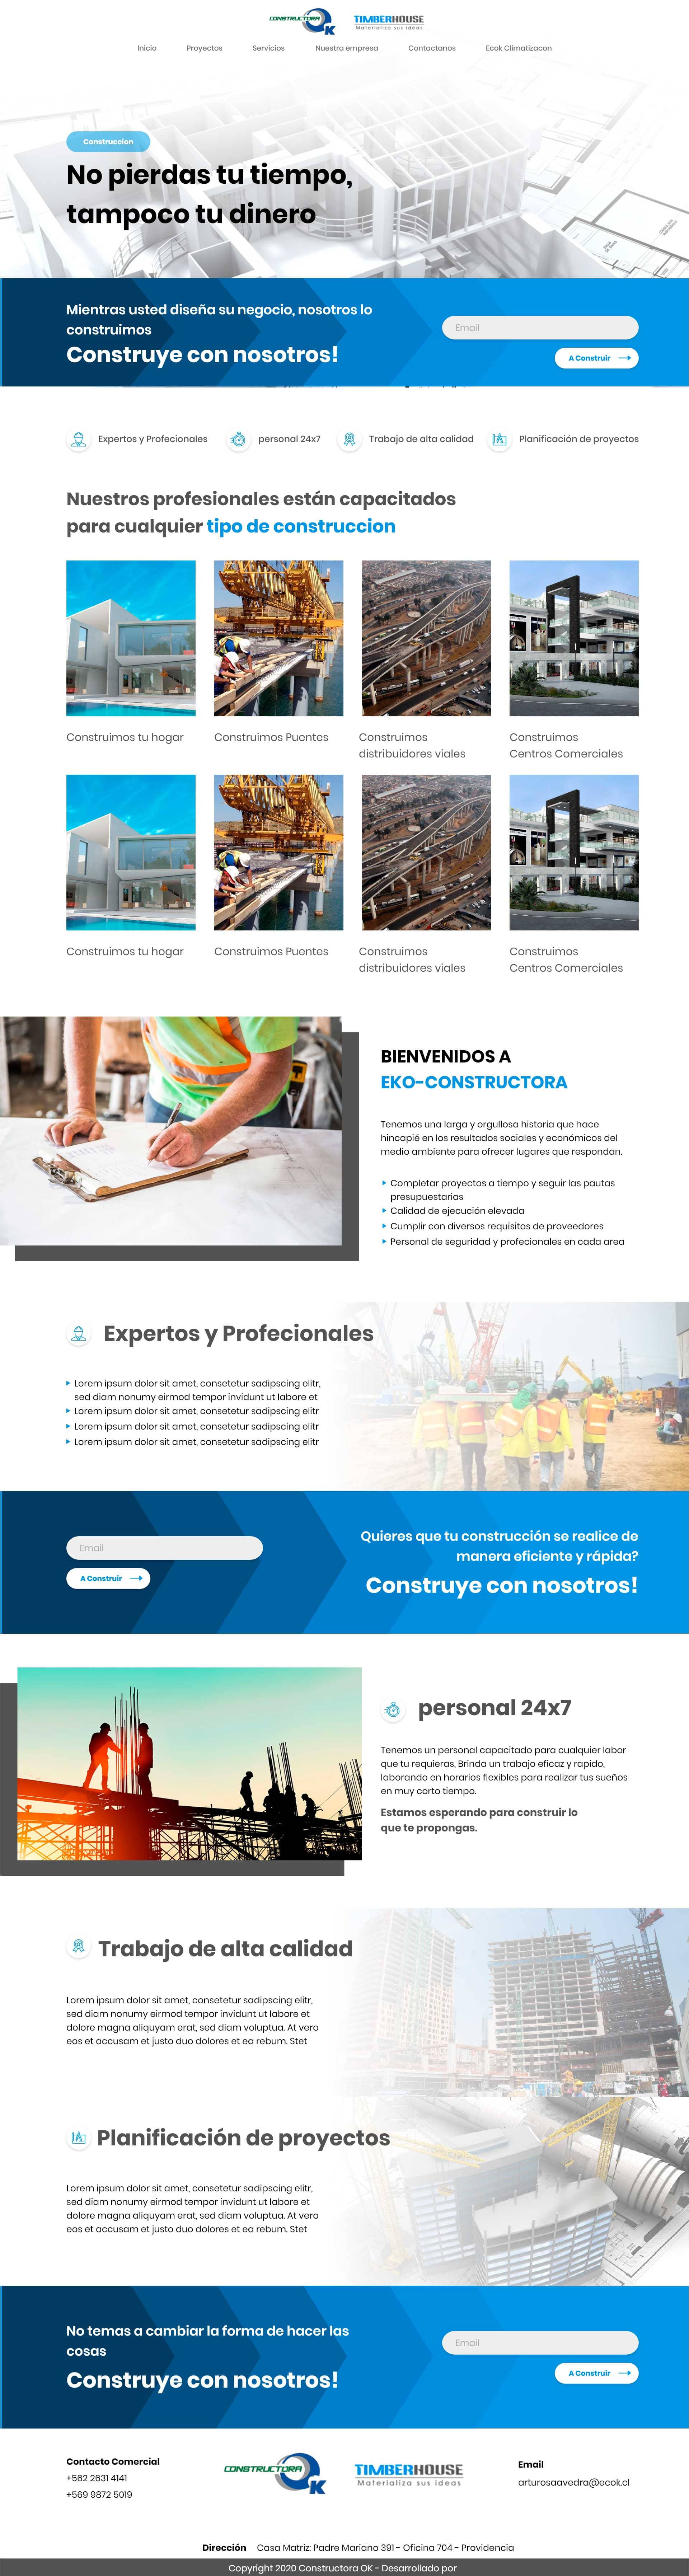 CONSTRUCTORA OK
TIMBERHOUSE
Materializa sus ideas
Inicio Proyectos Servicios Nuestra empresa Contactanos Ecok Climatizacon
Construccion
No pierdas tu tiempo,
tampoco tu dinero
Mientras usted diseña su negocio, nosotros lo
construimos
Construye con nosotros!
Email
A Construir
Expertos y Profecionales
personal 24x7
Trabajo de alta calidad
Planificación de proyectos
Nuestros profesionales están capacitados
para cualquier tipo de construccion
Construimos tu hogar
Construimos Puentes
Construimos
distribuidores viales
Construimos
Centros Comerciales
Construimos tu hogar
Construimos Puentes
Construimos
distribuidores viales
Construimos
Centros Comerciales
BIENVENIDOS A
EKO-CONSTRUCTORA
Tenemos una larga y orgullosa historia que hace
hincapié en los resultados sociales y económicos del
medio ambiente para ofrecer lugares que respondan.
Completar proyectos a tiempo y seguir las pautas
presupuestarias
Calidad de ejecución elevada
Cumplir con diversos requisitos de proveedores
Personal de seguridad y profecionales en cada area
Expertos y Profecionales
Lorem ipsum dolor sit amet, consetetur sadipscing elitr,
sed diam nonumy eirmod tempor invidunt ut labore et
Lorem ipsum dolor sit amet, consetetur sadipscing elitr
Lorem ipsum dolor sit amet, consetetur sadipscing elitr
Lorem ipsum dolor sit amet, consetetur sadipscing elitr
Email
A Construir
Quieres que tu construcción se realice de
manera eficiente y rápida?
Construye con nosotros!
personal 24x7
Tenemos un personal capacitado para cualquier labor
que tu requieras, Brinda un trabajo eficaz y rapido,
laborando en horarios flexibles para realizar tus sueños
en muy corto tiempo.
Estamos esperando para construir lo
que te propongas.
Trabajo de alta calidad
Lorem ipsum dolor sit amet, consetetur sadipscing elitr,
sed diam nonumy eirmod tempor invidunt ut labore et
dolore magna aliquyam erat, sed diam voluptua. At vero
eos et accusam et justo duo dolores et ea rebum. Stet
Planificación de proyectos
Lorem ipsum dolor sit amet, consetetur sadipscing elitr,
sed diam nonumy eirmod tempor invidunt ut labore et
dolore magna aliquyam erat, sed diam voluptua. At vero
eos et accusam et justo duo dolores et ea rebum. Stet
No temas a cambiar la forma de hacer las
cosas
Construye con nosotros!
Email
A Construir
Contacto Comercial
+562 2631 4141
+569 9872 5019
CONSTRUCTORA OK
TIMBERHOUSE
Materializa sus ideas
Email
arturosaavedra@ecok.cl
Dirección Casa Matriz: Padre Mariano 391 - Oficina 704 - Providencia
Copyright 2020 Constructora OK - Desarrollado por